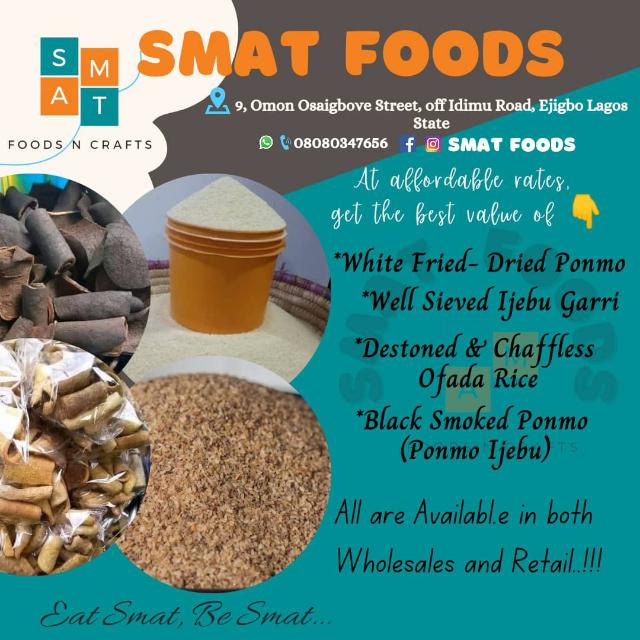 SMAT FOODS
S M
A T
FOODS N CRAFTS
9, Omon Osaigbove Street, off Idimu Road, Ejigbo Lagos
State
08080347656 SMAT FOODS
At affordable rates,
get the best value of
*White Fried- Dried Ponmo
*Well Sieved Ijebu Garri
*Destoned & Chaffless
Ofada Rice
*Black Smoked Ponmo
(Ponmo Ijebu)
All are Availabl.e in both
Wholesales and Retail..!!!
Eat Smat, Be Smat...